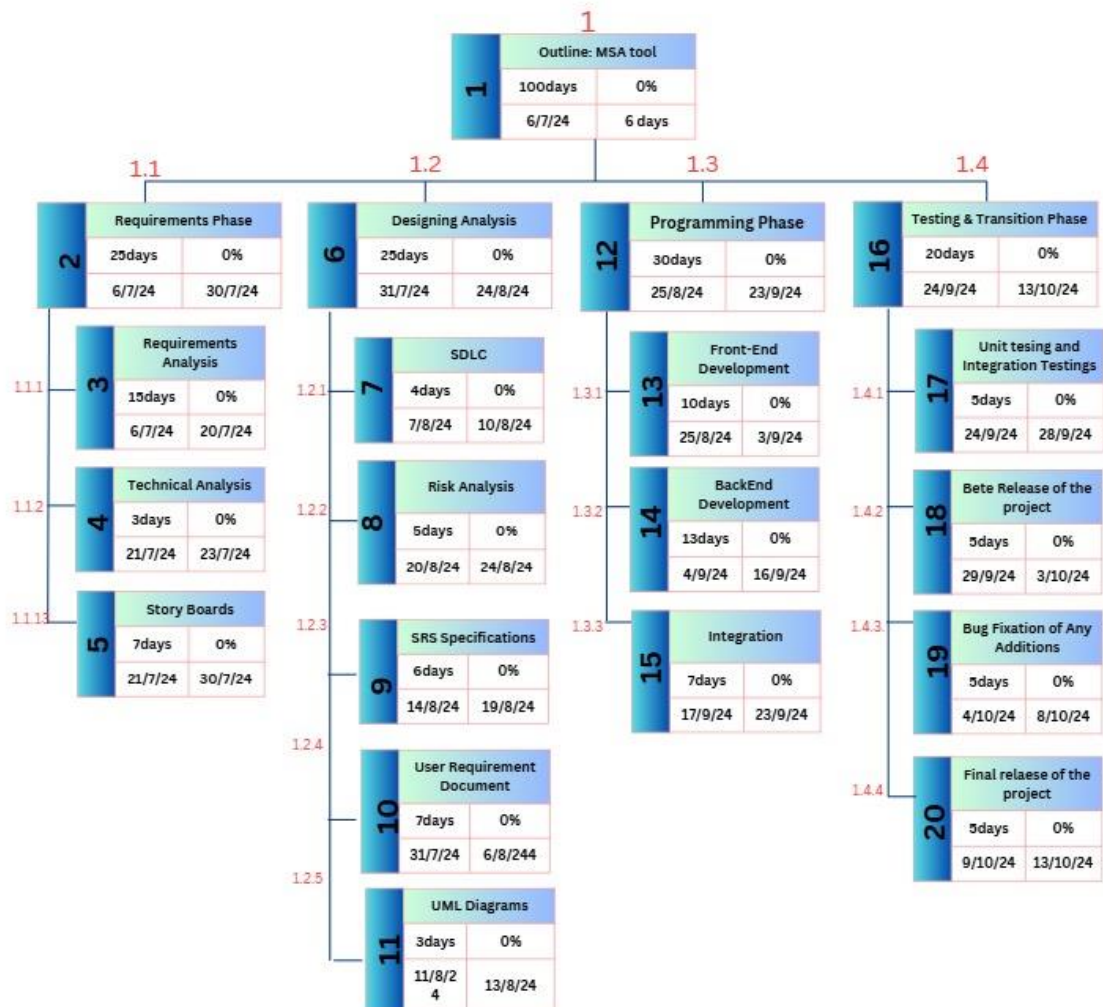 1
Outline: MSA tool
1
100days 0%
6/7/24 6 days
1.1
1.2
1.3
1.4
Requirements Phase
2
25days 0%
6/7/24 30/7/24
1.1.1
Requirements
Analysis
3
15days 0%
6/7/24 20/7/24
1.1.2
Technical Analysis
4
3days 0%
21/7/24 23/7/24
1.1.13
Story Boards
5
7days 0%
21/7/24 30/7/24
Designing Analysis
6
25days 0%
31/7/24 24/8/24
1.2.1
SDLC
7
4days 0%
7/8/24 10/8/24
1.2.2
Risk Analysis
8
5days 0%
20/8/24 24/8/24
1.2.3
SRS Specifications
9
6days 0%
14/8/24 19/8/24
1.2.4
User Requirement
Document
10
7days 0%
31/7/24 6/8/244
1.2.5
UML Diagrams
11
3days 0%
11/8/2
4
13/8/24
Programming Phase
12
30days 0%
25/8/24 23/9/24
1.3.1
Front-End
Development
13
10days 0%
25/8/24 3/9/24
1.3.2
BackEnd
Development
14
13days 0%
4/9/24 16/9/24
1.3.3
Integration
15
7days 0%
17/9/24 23/9/24
Testing & Transition Phase
16
20days 0%
24/9/24 13/10/24
1.4.1
Unit tesing and
Integration Testings
17
5days 0%
24/9/24 28/9/24
1.4.2
Bete Release of the
project
18
5days 0%
29/9/24 3/10/24
1.4.3.
Bug Fixation of Any
Additions
19
5days 0%
4/10/24 8/10/24
1.4.4
Final relaese of the
project
20
5days 0%
9/10/24 13/10/24